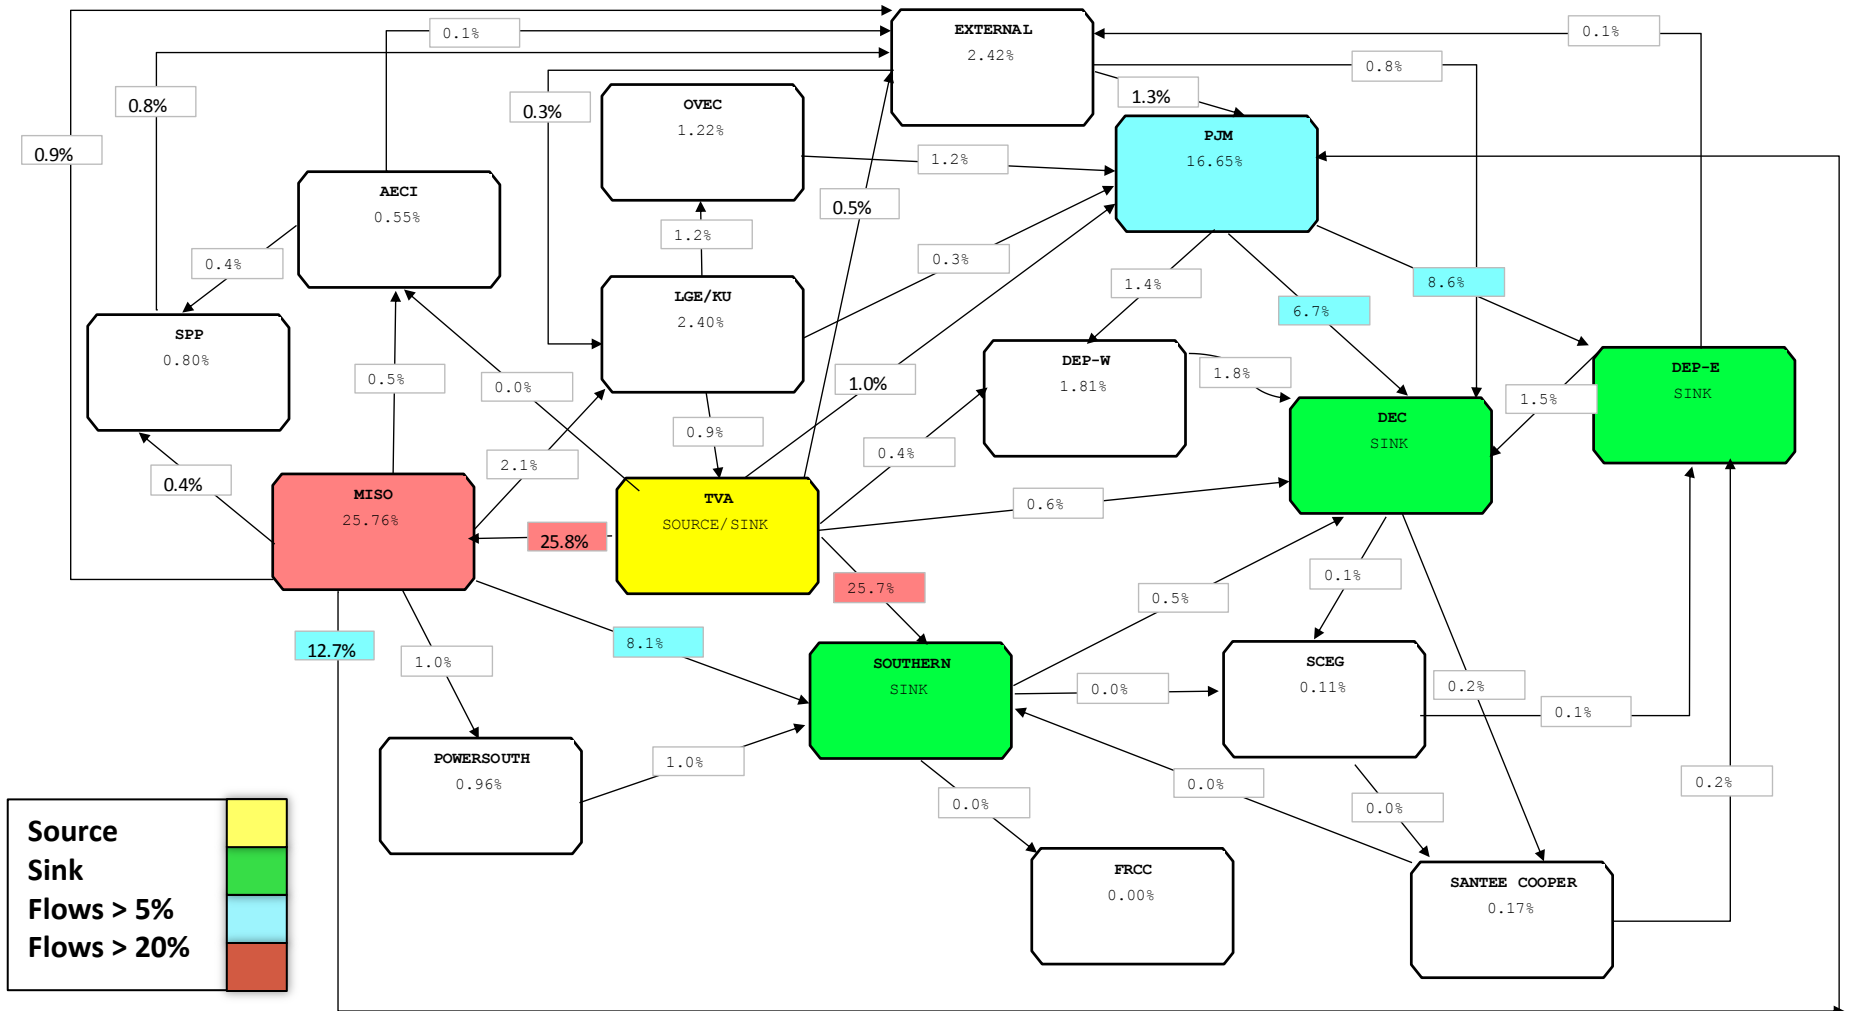 EXTERNAL
2.42%
0.1%
0.1%
0.8%
0.8%
0.3%
1.3%
OVEC
1.22%
PJM
16.65%
0.9%
1.2%
AECI
0.55%
0.5%
1.2%
0.4%
0.3%
1.4%
8.6%
6.7%
LGE/KU
2.40%
SPP
0.80%
DEP-W
1.81%
DEP-E
SINK
0.5%
0.0%
1.0%
1.8%
1.5%
DEC
SINK
0.9%
0.4%
2.1%
0.4%
MISO
25.76%
TVA
SOURCE/SINK
0.6%
25.8%
25.7%
0.1%
0.5%
12.7%
8.1%
1.0%
SOUTHERN
SINK
SCEG
0.11%
0.0%
0.2%
0.1%
POWERSOUTH
0.96%
1.0%
0.0%
0.0%
0.0%
0.2%
FRCC
0.00%
SANTEE COOPER
0.17%
Source
Sink
Flows > 5%
Flows > 20%